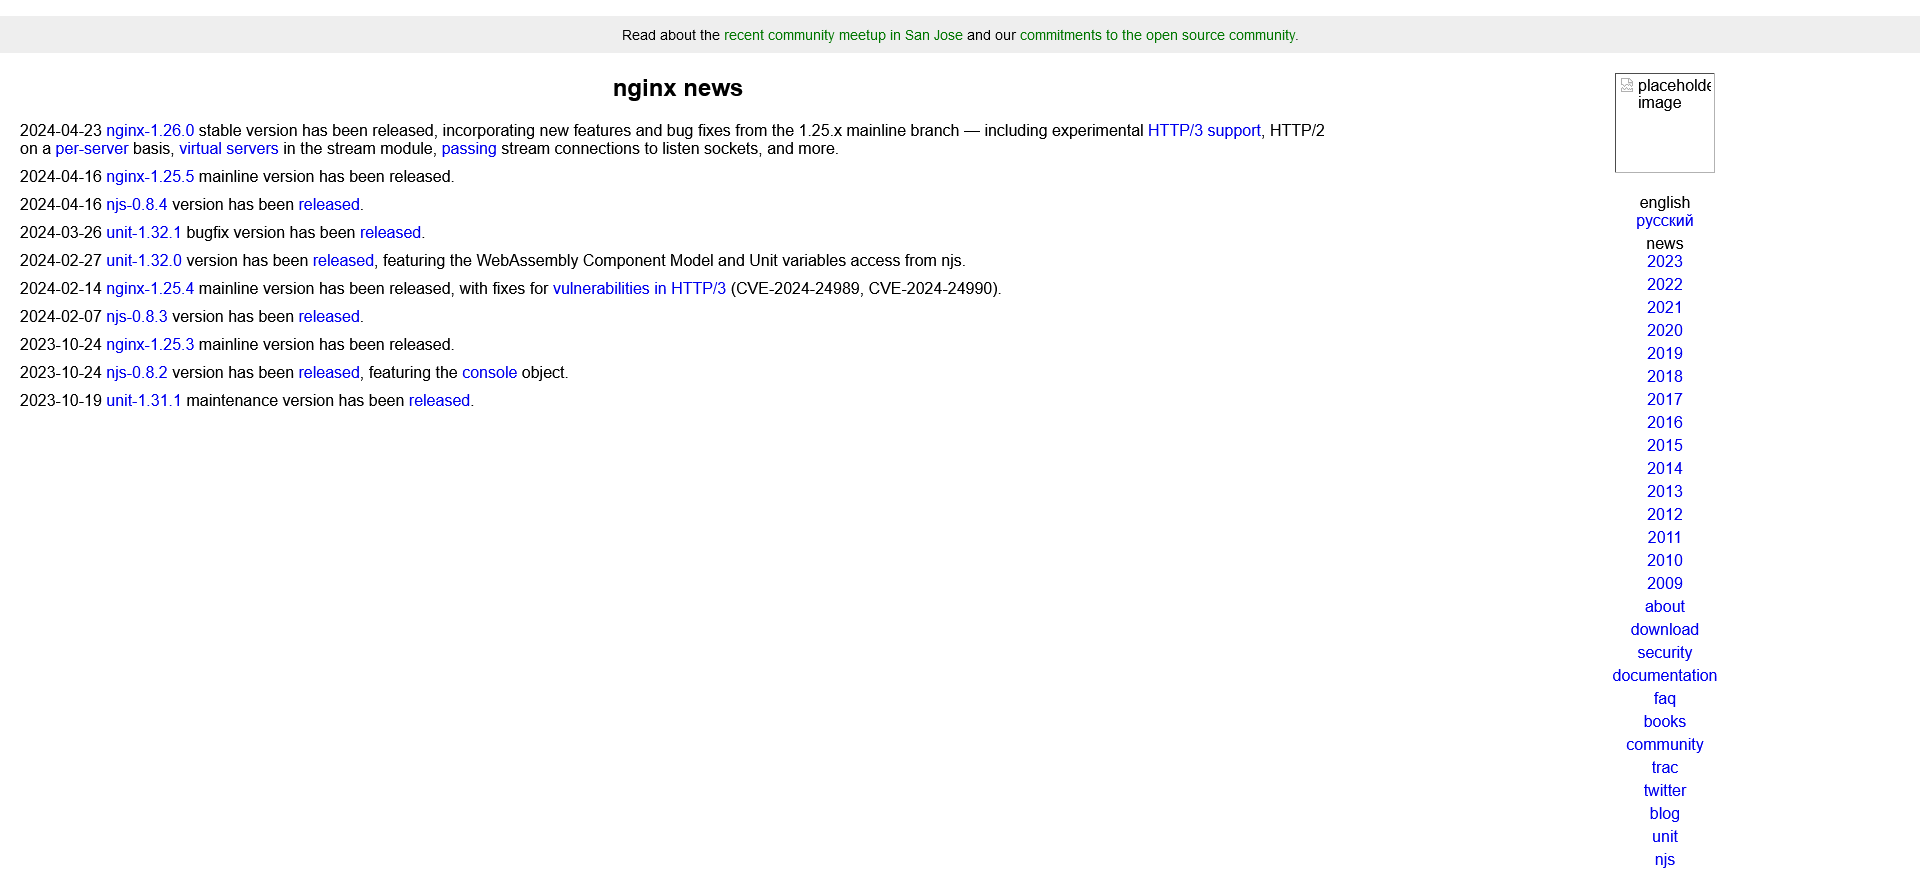 Read about the recent community meetup in San Jose and our commitments to the open source community.
nginx news
2024-04-23 nginx-1.26.0 stable version has been released, incorporating new features and bug fixes from the 1.25.x mainline branch — including experimental HTTP/3 support, HTTP/2
on a per-server basis, virtual servers in the stream module, passing stream connections to listen sockets, and more.
2024-04-16 nginx-1.25.5 mainline version has been released.
2024-04-16 njs-0.8.4 version has been released.
2024-03-26 unit-1.32.1 bugfix version has been released.
2024-02-27 unit-1.32.0 version has been released, featuring the WebAssembly Component Model and Unit variables access from njs.
2024-02-14 nginx-1.25.4 mainline version has been released, with fixes for vulnerabilities in HTTP/3 (CVE-2024-24989, CVE-2024-24990).
2024-02-07 njs-0.8.3 version has been released.
2023-10-24 nginx-1.25.3 mainline version has been released.
2023-10-24 njs-0.8.2 version has been released, featuring the console object.
2023-10-19 unit-1.31.1 maintenance version has been released.
placeholde
image
english
русский
news
2023
2022
2021
2020
2019
2018
2017
2016
2015
2014
2013
2012
2011
2010
2009
about
download
security
documentation
faq
books
community
trac
twitter
blog
unit
njs